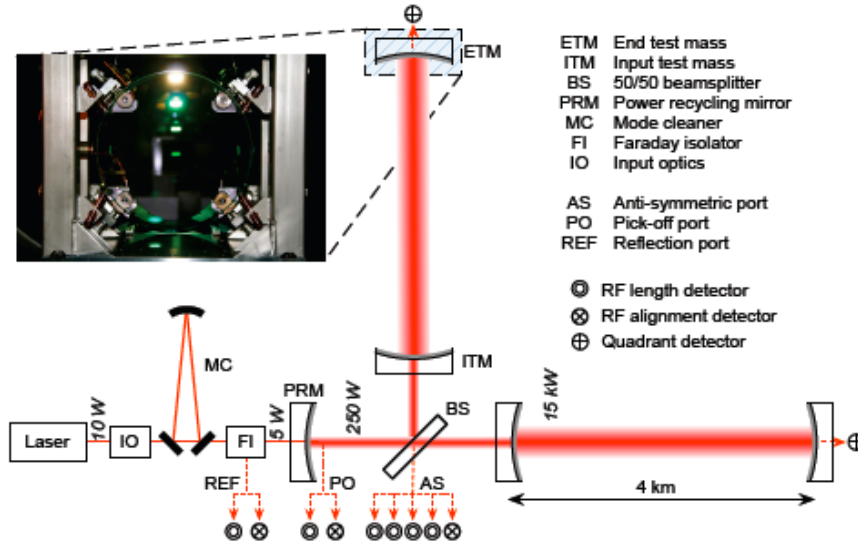 ETM
ETM End test mass
ITM Input test mass
BS 50/50 beamsplitter
PRM Power recycling mirror
MC Mode cleaner
FI Faraday isolator
IO Input optics
AS Anti-symmetric port
PO Pick-off port
REF Reflection port
RF length detector
RF alignment detector
Quadrant detector
MC
ITM
PRM
BS
Laser
10 W
IO
FI
5 W
250 W
15 kW
REF
PO
AS
4 km